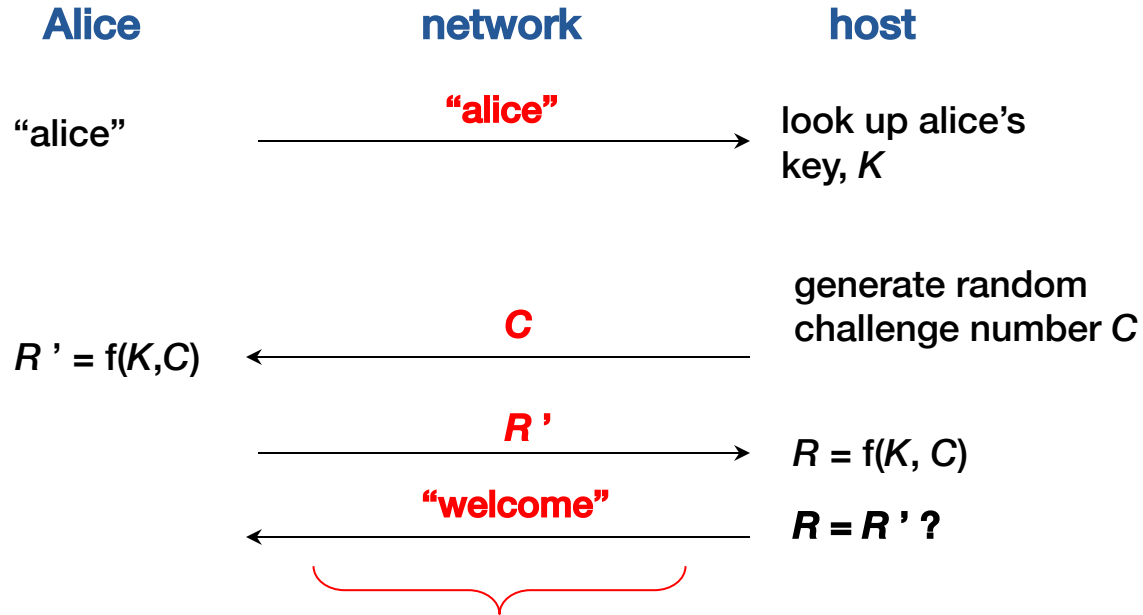 Alice network host
“alice”
“alice”
look up alice’s
key, K
generate random
challenge number C
C
R ’ = f(K,C)
R ’
R = f(K, C)
“welcome”
R = R ’ ?